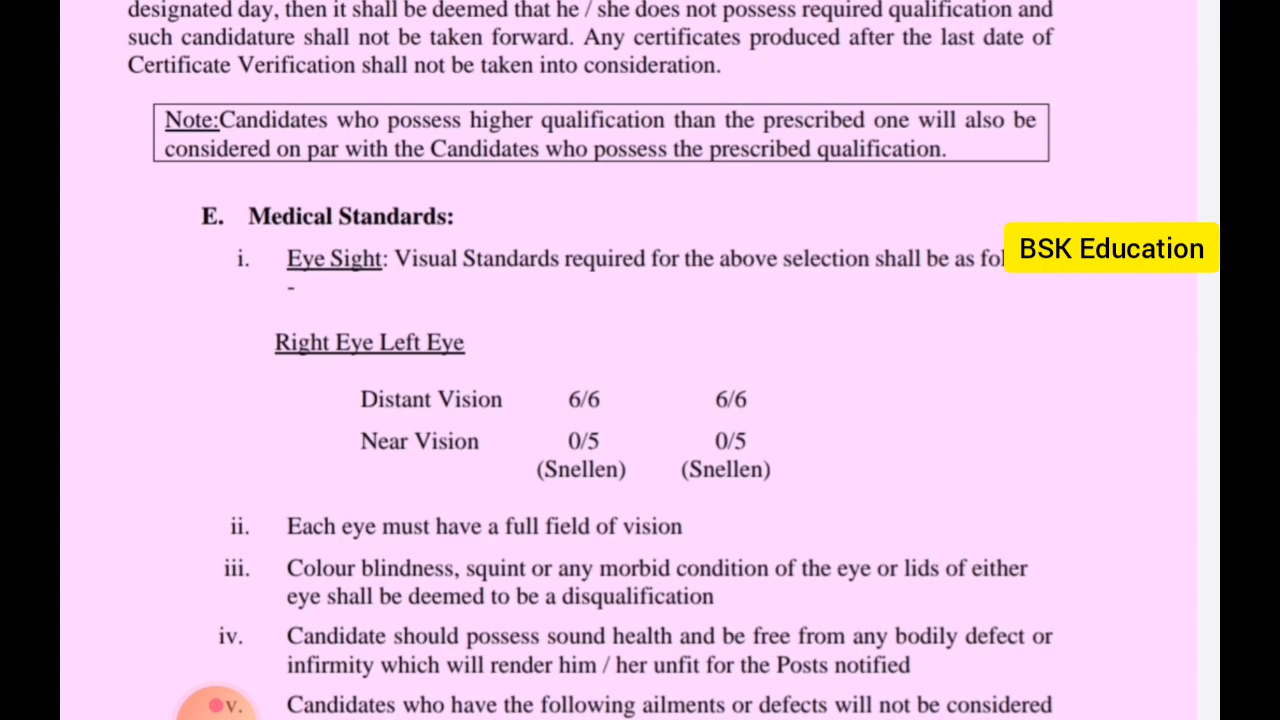 designated day, then it shall be deemed that he / she does not possess required qualification and
such candidature shall not be taken forward. Any certificates produced after the last date of
Certificate Verification shall not be taken into consideration.
Note:Candidates who possess higher qualification than the prescribed one will also be
considered on par with the Candidates who possess the prescribed qualification.
E. Medical Standards:
i. Eye Sight: Visual Standards required for the above selection shall be as
BSK Education
-
Right Eye Left Eye
Distant Vision 6/6 6/6
Near Vision 0/5 0/5
(Snellen) (Snellen)
ii. Each eye must have a full field of vision
iii. Colour blindness, squint or any morbid condition of the eye or lids of either
eye shall be deemed to be a disqualification
iv. Candidate should possess sound health and be free from any bodily defect or
infirmity which will render him / her unfit for the Posts notified
v. Candidates who have the following ailments or defects will not be considered